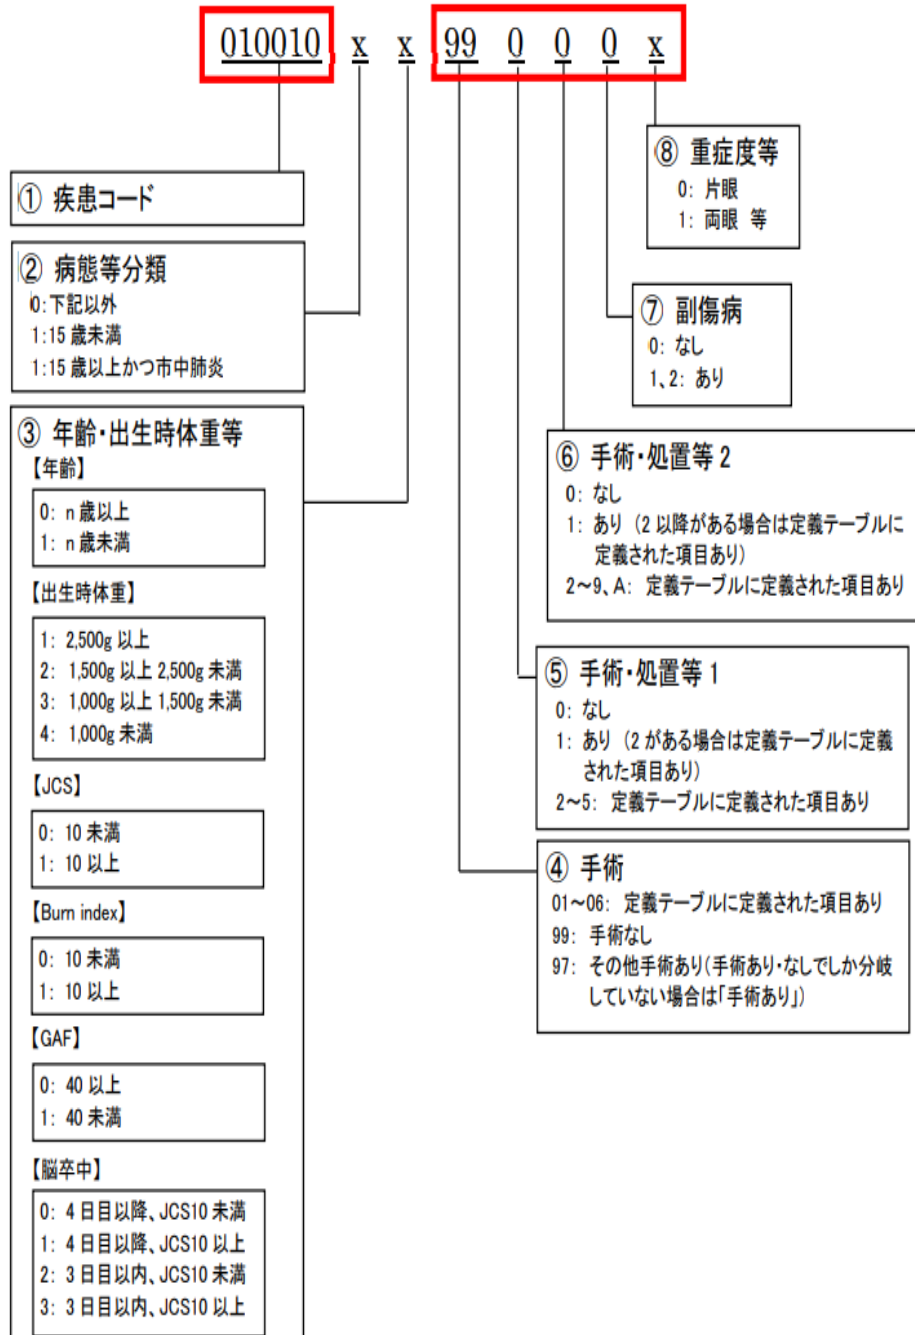 010010 x x 99 0 0 0 x
① 疾患コード
② 病態等分類
0:下記以外
1:15 歳未満
1:15 歳以上かつ市中肺炎
③ 年齢・出生時体重等
【年齢】
0: n 歳以上
1: n 歳未満
【出生時体重】
1: 2,500g 以上
2: 1,500g 以上 2,500g 未満
3: 1,000g 以上 1,500g 未満
4: 1,000g 未満
【JCS】
0: 10 未満
1: 10 以上
【Burn index】
0: 10 未満
1: 10 以上
【GAF】
0: 40 以上
1: 40 未満
【脳卒中】
0: 4 日目以降、JCS10 未満
1: 4 日目以降、JCS10 以上
2: 3 日目以内、JCS10 未満
3: 3 日目以内、JCS10 以上
⑧ 重症度等
0: 片眼
1: 両眼 等
⑦ 副傷病
0: なし
1、2: あり
⑥ 手術・処置等 2
0: なし
1: あり (2 以降がある場合は定義テーブルに
定義された項目あり)
2~9、A: 定義テーブルに定義された項目あり
⑤ 手術・処置等 1
0: なし
1: あり (2 がある場合は定義テーブルに定義
された項目あり)
2~5: 定義テーブルに定義された項目あり
④ 手術
01~06: 定義テーブルに定義された項目あり
99: 手術なし
97: その他手術あり(手術あり・なしでしか分岐
していない場合は「手術あり」)